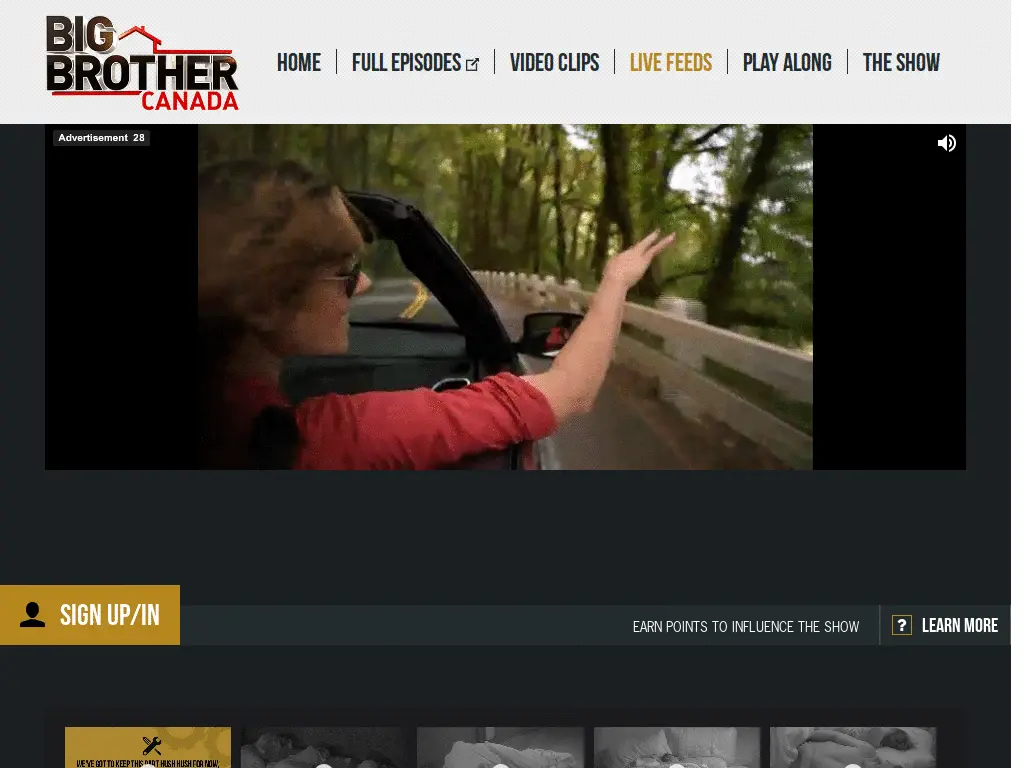 BIG
BROTHER
CANADA
HOME
FULL EPISODES
VIDEO CLIPS
LIVE FEEDS
PLAY ALONG
THE SHOW
Advertisement 28
SIGN UP/IN
EARN POINTS TO INFLUENCE THE SHOW
? LEARN MORE
WE'VE GOT TO KEEP THIS PART HUSH HUSH FOR NOW,